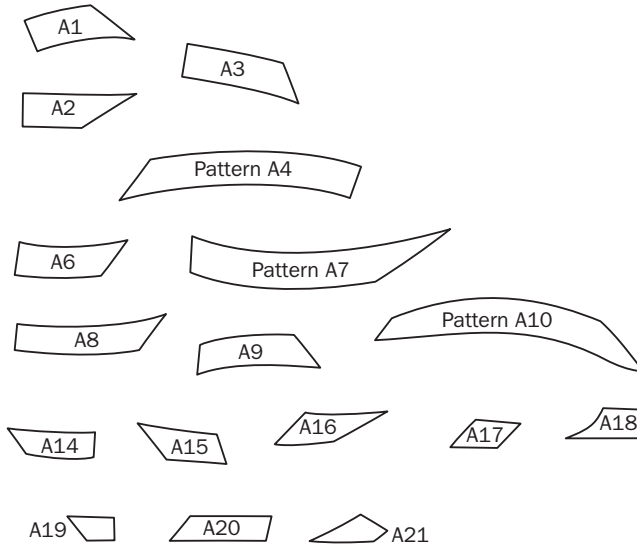 A1
A3
A2
Pattern A4
A6
Pattern A7
Pattern A10
A8
A9
A14
A15
A16
A17
A18
A19
A20
A21